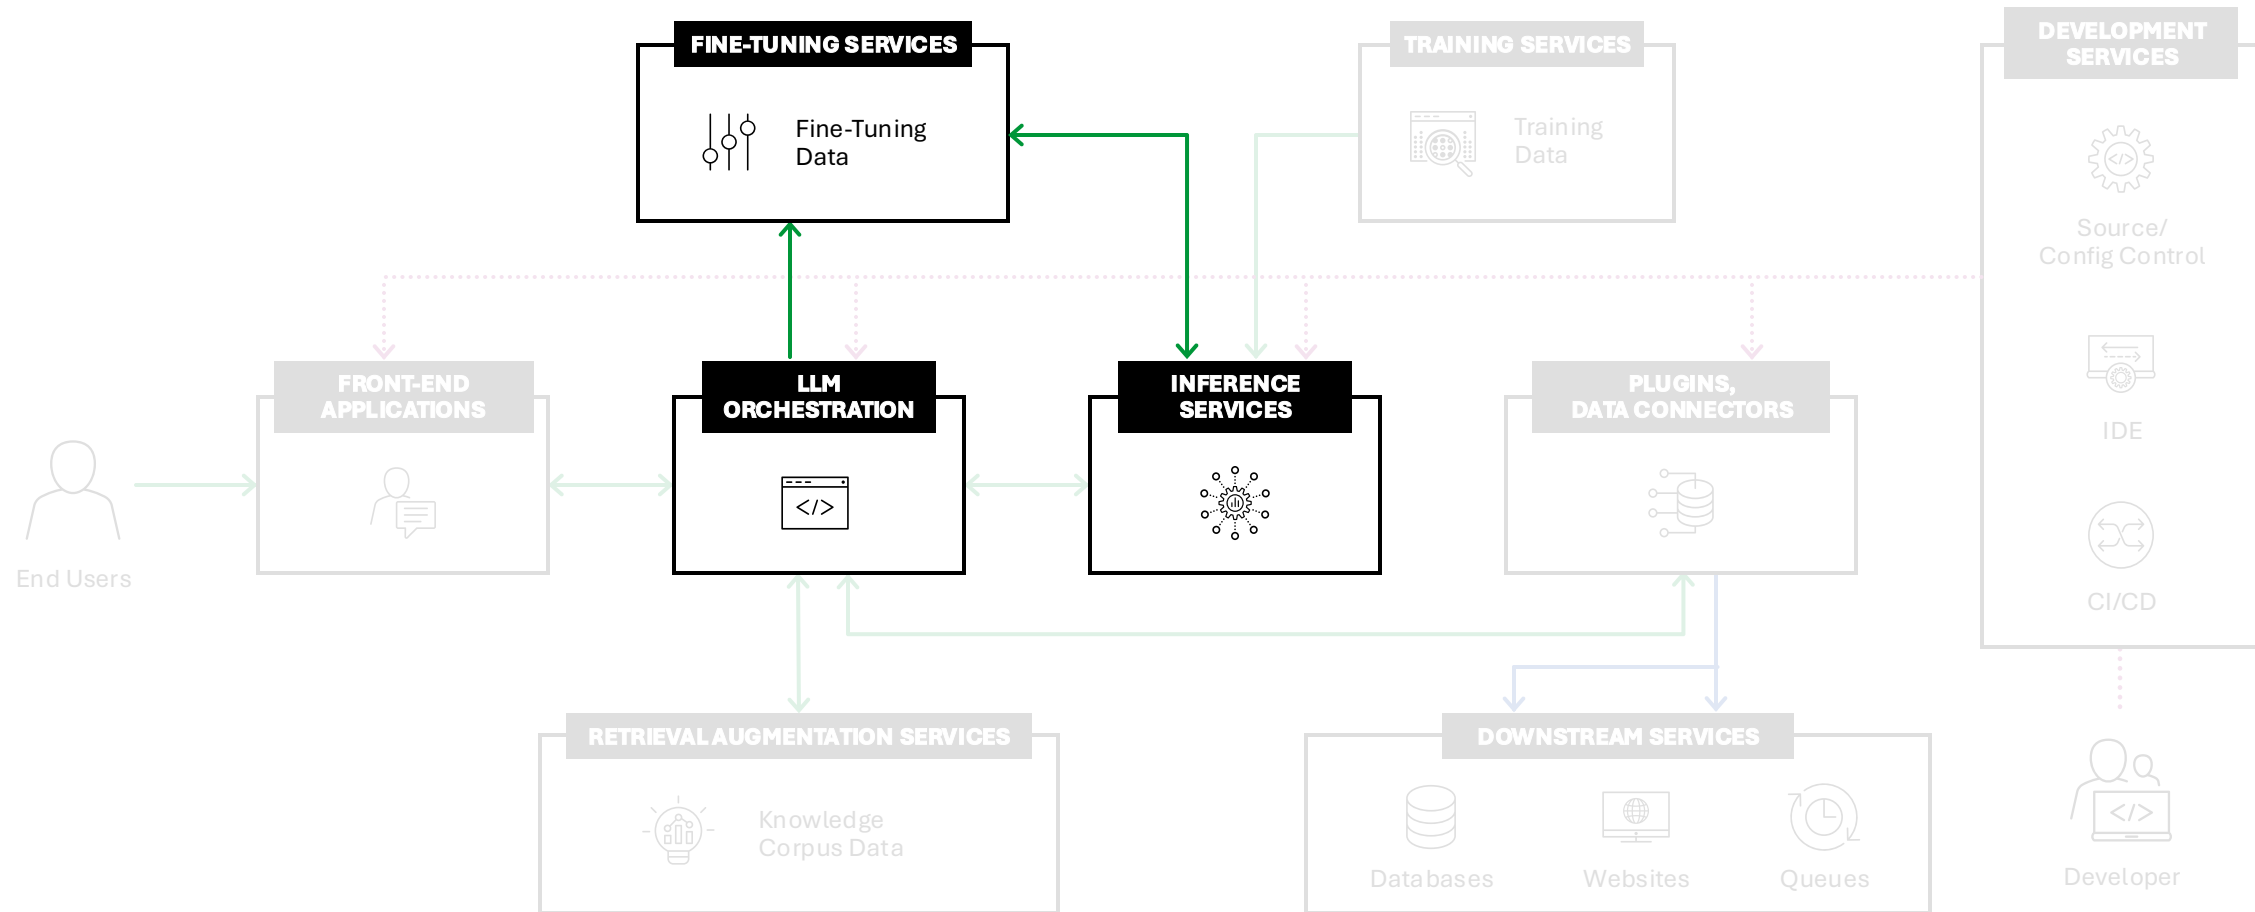 FINE-TUNING SERVICES
Fine-Tuning
Data
TRAINING SERVICES
Training
Data
DEVELOPMENT
SERVICES
Source/
Config Control
IDE
CI/CD
FRONT-END
APPLICATIONS
LLM
ORCHESTRATION
</>
INFERENCE
SERVICES
PLUGINS,
DATA CONNECTORS
End Users
RETRIEVAL AUGMENTATION SERVICES
Knowledge
Corpus Data
DOWNSTREAM SERVICES
Databases
Websites
Queues
</>
Developer